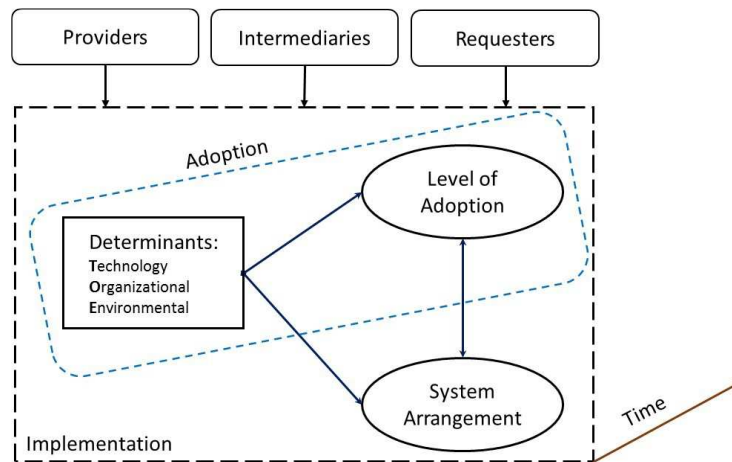 Providers
Intermediaries
Requesters
Adoption
Level of
Adoption
Determinants:
Technology
Organizational
Environmental
System
Arrangement
Implementation
Time